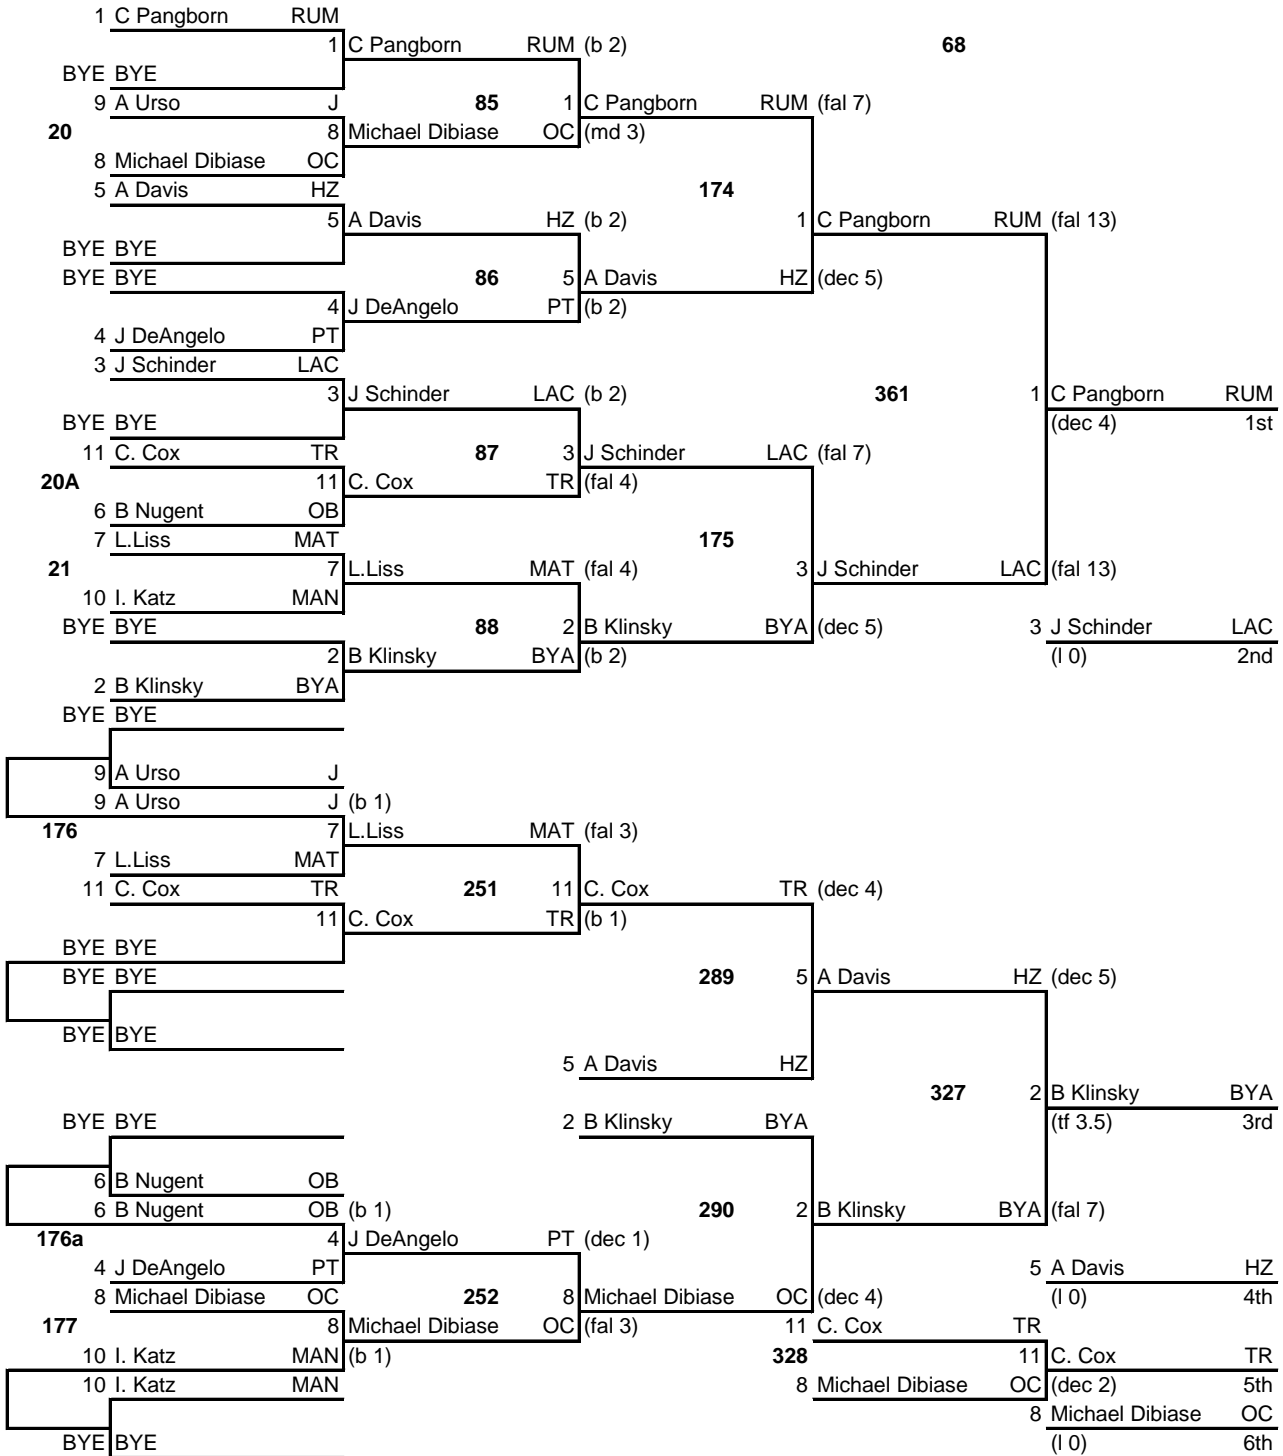 1 C Pangborn RUM
1 C Pangborn RUM (b 2) 68
BYE BYE
9 A Urso J 85 1 C Pangborn RUM (fal 7)
20 8 Michael Dibiase OC (md 3)
8 Michael Dibiase OC
5 A Davis HZ 174
5 A Davis HZ (b 2) 1 C Pangborn RUM (fal 13)
BYE BYE
BYE BYE 86 5 A Davis HZ (dec 5)
4 J DeAngelo PT (b 2)
4 J DeAngelo PT
3 J Schinder LAC
3 J Schinder LAC (b 2) 361 1 C Pangborn RUM
BYE BYE (dec 4) 1st
11 C. Cox TR 87 3 J Schinder LAC (fal 7)
20A 11 C. Cox TR (fal 4)
6 B Nugent OB
7 L.Liss MAT 175
21 7 L.Liss MAT (fal 4) 3 J Schinder LAC (fal 13)
10 I. Katz MAN
BYE BYE 88 2 B Klinsky BYA (dec 5) 3 J Schinder LAC
2 B Klinsky BYA (b 2) (l 0) 2nd
2 B Klinsky BYA
BYE BYE
9 A Urso J
9 A Urso J (b 1)
176 7 L.Liss MAT (fal 3)
7 L.Liss MAT
11 C. Cox TR 251 11 C. Cox TR (dec 4)
11 C. Cox TR (b 1)
BYE BYE
BYE BYE 289 5 A Davis HZ (dec 5)
BYE BYE
5 A Davis HZ
327 2 B Klinsky BYA
BYE BYE 2 B Klinsky BYA (tf 3.5) 3rd
6 B Nugent OB
6 B Nugent OB (b 1) 290 2 B Klinsky BYA (fal 7)
176a 4 J DeAngelo PT (dec 1)
4 J DeAngelo PT 5 A Davis HZ
8 Michael Dibiase OC 252 8 Michael Dibiase OC (dec 4) (l 0) 4th
177 8 Michael Dibiase OC (fal 3) 11 C. Cox TR
10 I. Katz MAN (b 1) 328 11 C. Cox TR
10 I. Katz MAN 8 Michael Dibiase OC (dec 2) 5th
8 Michael Dibiase OC
BYE BYE (l 0) 6th